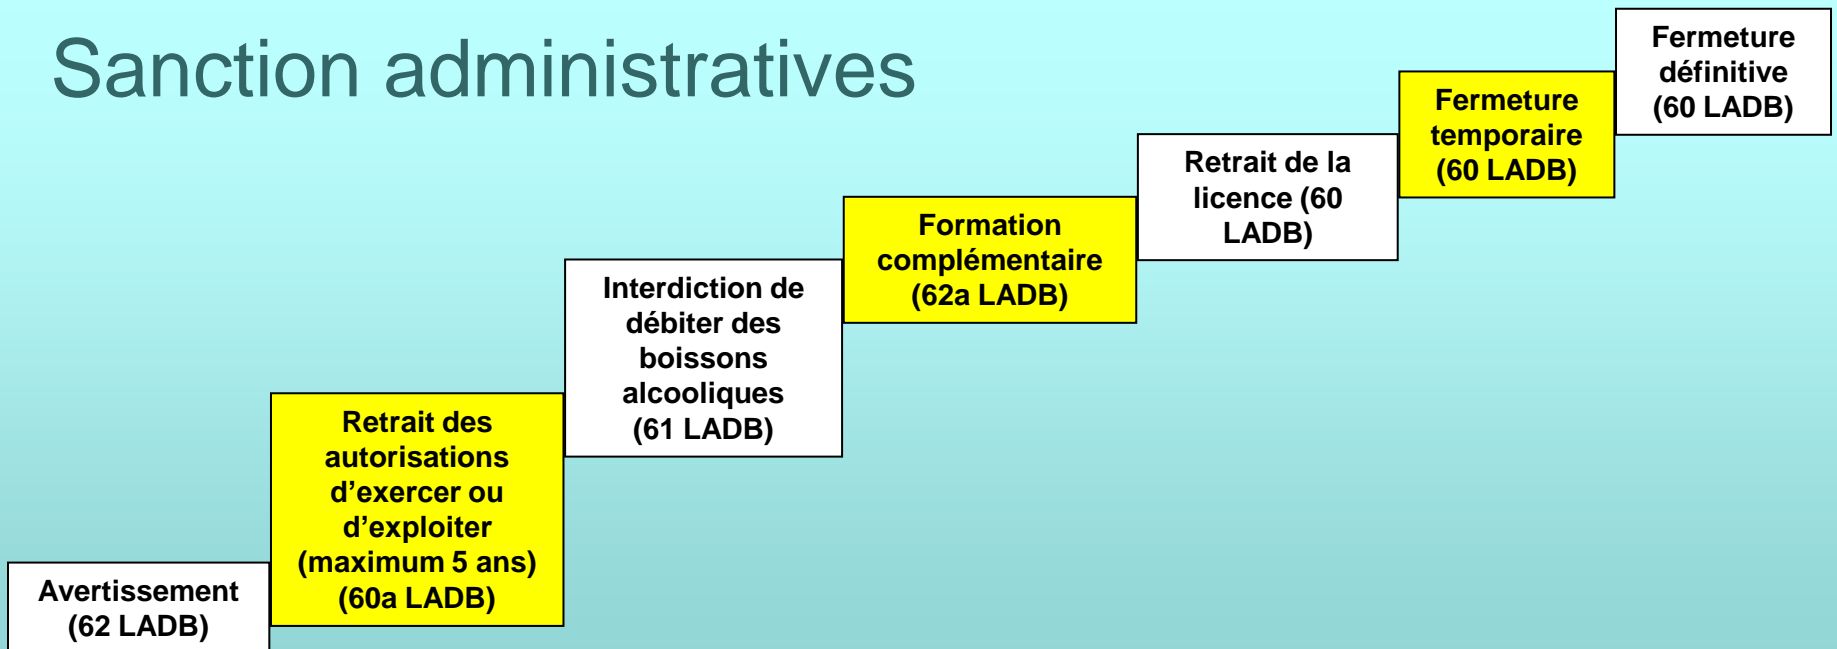 Sanction administratives
Avertissement
(62 LADB)
Retrait des
autorisations
d’exercer ou
d’exploiter
(maximum 5 ans)
(60a LADB)
Interdiction de
débiter des
boissons
alcooliques
(61 LADB)
Formation
complémentaire
(62a LADB)
Retrait de la
licence (60
LADB)
Fermeture
temporaire
(60 LADB)
Fermeture
définitive
(60 LADB)